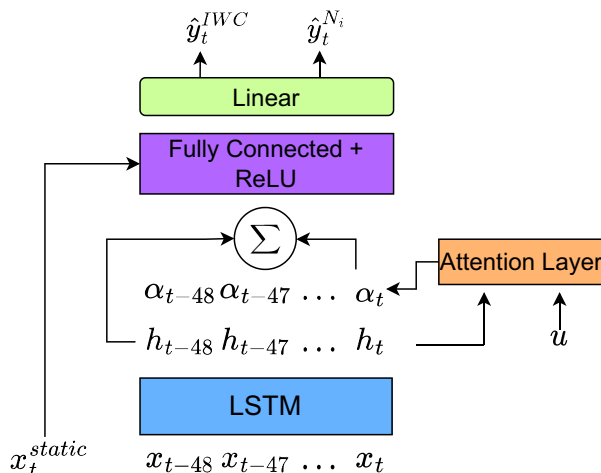 ŷ_t^{IWC} ŷ_t^{N_i}
Linear
Fully Connected +
ReLU
∑
Attention Layer
α_{t−48} α_{t−47} ... α_t
h_{t−48} h_{t−47} ... h_t
u
LSTM
x_t^{static}
x_{t−48} x_{t−47} ... x_t